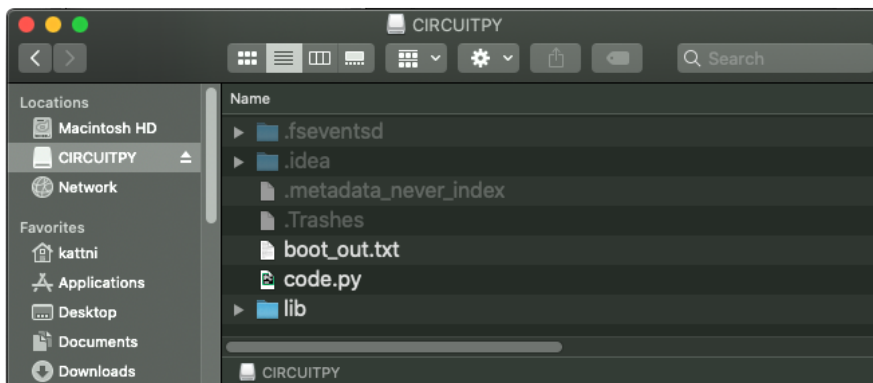 CIRCUITPY
Search
Locations
Macintosh HD
CIRCUITPY
Network
Favorites
kattni
Applications
Desktop
Documents
Downloads
Name
.fseventsd
.idea
.metadata_never_index
.Trashes
boot_out.txt
code.py
lib
CIRCUITPY